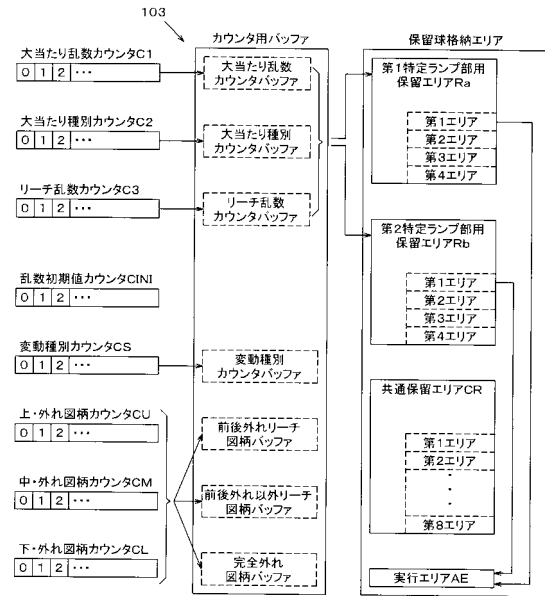 103
大当たり乱数カウンタC1
0 1 2 ・・・
大当たり種別カウンタC2
0 1 2 ・・・
リーチ乱数カウンタC3
0 1 2 ・・・
乱数初期値カウンタCINI
0 1 2 ・・・
変動種別カウンタCS
0 1 2 ・・・
上・外れ図柄カウンタCU
0 1 2 ・・・
中・外れ図柄カウンタCM
0 1 2 ・・・
下・外れ図柄カウンタCL
0 1 2 ・・・
カウンタ用バッファ
大当たり乱数
カウンタバッファ
大当たり種別
カウンタバッファ
リーチ乱数
カウンタバッファ
変動種別
カウンタバッファ
前後外れリーチ
図柄バッファ
前後外れ以外リーチ
図柄バッファ
完全外れ
図柄バッファ
保留球格納エリア
第1特定ランプ部用
保留エリアRa
第1エリア
第2エリア
第3エリア
第4エリア
第2特定ランプ部用
保留エリアRb
第1エリア
第2エリア
第3エリア
第4エリア
共通保留エリアCR
第1エリア
第2エリア
・
・
・
第8エリア
実行エリアAE